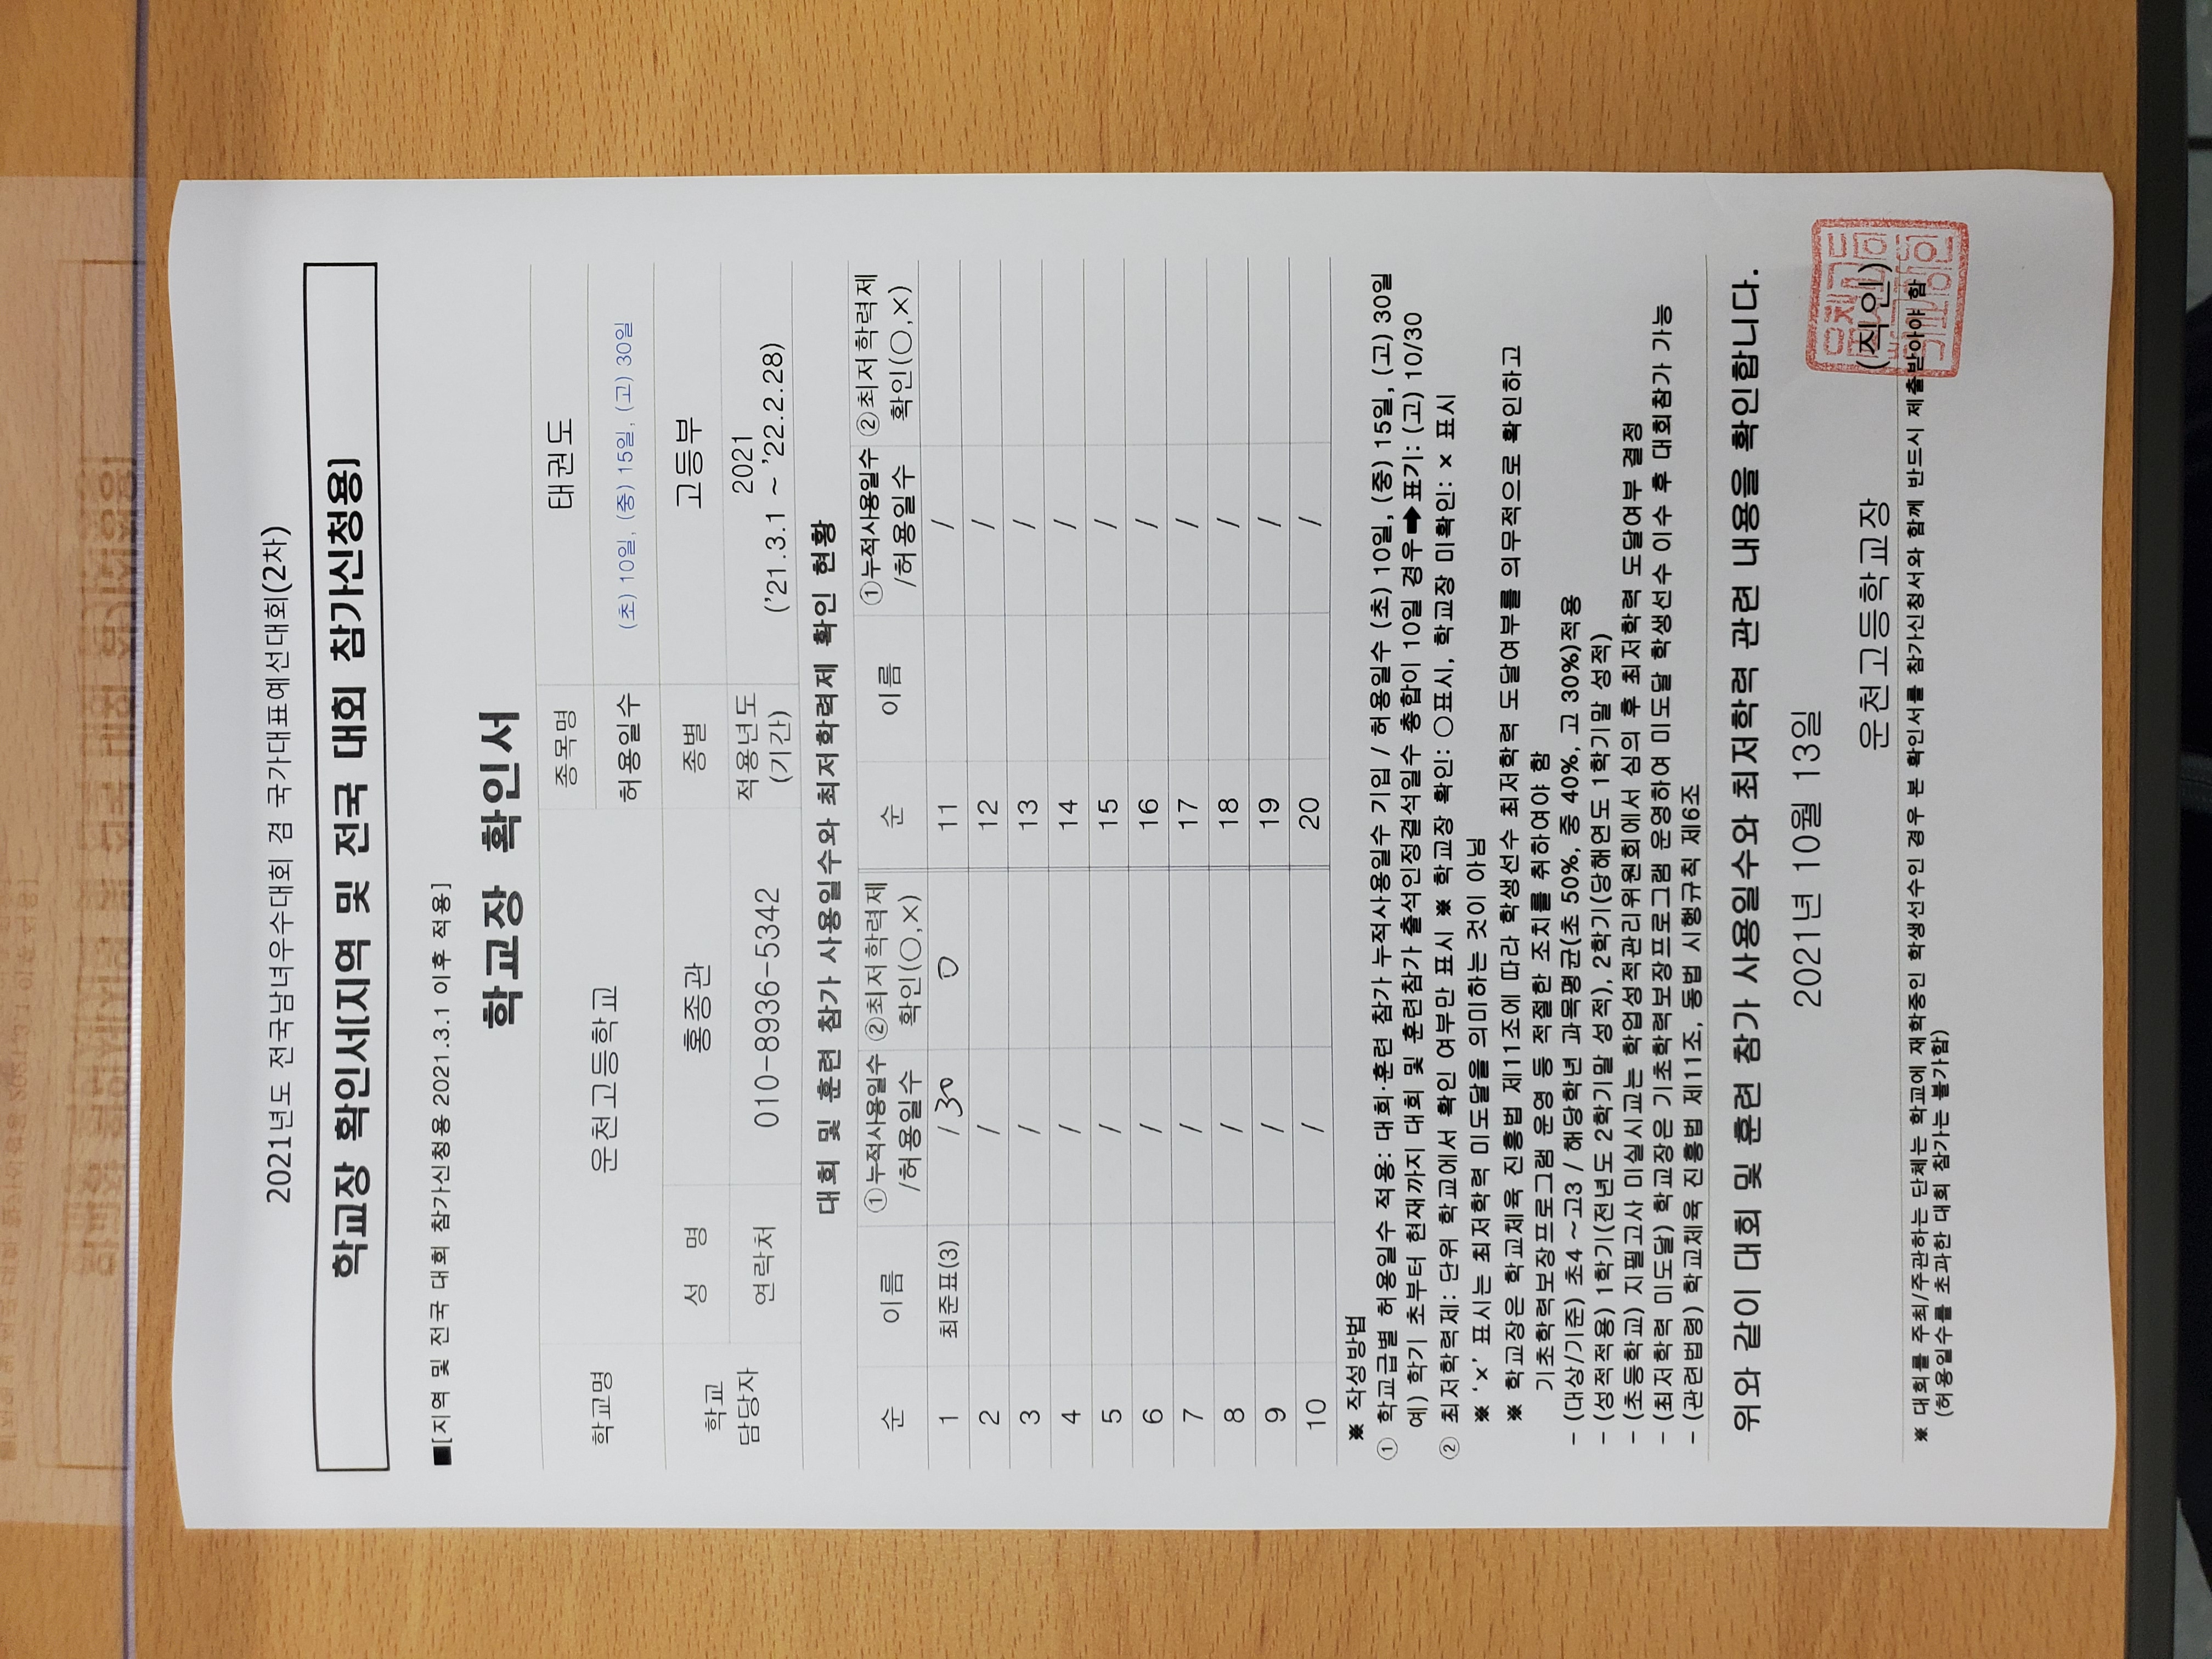 2021년도 전국남녀우수대회 겸 국가대표예선대회(2차)
학교장 확인서[지역 및 전국 대회 참가신청용]
■[지역 및 전국 대회 참가신청용 2021.3.1 이후 적용]
학교장 확인서
학교명 운천고등학교 종목명 태권도
허용일수 (초) 10일, (중) 15일, (고) 30일
학교 담당자 성 명 홍종관 종별 고등부
연락처 010-8936-5342 적용년도 (기간) 2021 ('21.3.1 ~ '22.2.28)
대회 및 훈련 참가 사용일수와 최저학력제 확인 현황
순 이름 ①누적사용일수 /허용일수 ②최저학력제 확인(○,×) 순 이름 ①누적사용일수 /허용일수 ②최저학력제 확인(○,×)
1 최준표(3) / 30 O 11 /
2 / 12 /
3 / 13 /
4 / 14 /
5 / 15 /
6 / 16 /
7 / 17 /
8 / 18 /
9 / 19 /
10 / 20 /
※ 작성방법
① 학교급별 허용일수 적용: 대회·훈련 참가 누적사용일수 기입 / 허용일수 (초) 10일, (중) 15일, (고) 30일
예) 학기 초부터 현재까지 대회 및 훈련참가 출석인정결석일수 총합이 10일 경우➡표기: (고) 10/30
② 최저학력제: 단위 학교에서 확인 여부만 표시 ※ 학교장 확인: ○표시, 학교장 미확인: × 표시
※ '×' 표시는 최저학력 미도달을 의미하는 것이 아님
※ 학교장은 학교체육 진흥법 제11조에 따라 학생선수 최저학력 도달여부를 의무적으로 확인하고
기초학력보장프로그램 운영 등 적절한 조치를 취하여야 함
- (대상/기준) 초4 ~고3 / 해당학년 과목평균(초 50%, 중 40%, 고 30%)적용
- (성적적용) 1학기(전년도 2학기말 성적), 2학기(당해연도 1학기말 성적)
- (초등학교) 지필고사 미실시교는 학업성적관리위원회에서 심의 후 최저학력 도달여부 결정
- (최저학력 미도달) 학교장은 기초학력보장프로그램 운영하여 미도달 학생선수 이수 후 대회참가 가능
- (관련법령) 학교체육 진흥법 제11조, 동법 시행규칙 제6조
위와 같이 대회 및 훈련 참가 사용일수와 최저학력 관련 내용을 확인합니다.
2021년 10월 13일
운천고등학교장 (직인)
※ 대회를 주최/주관하는 단체는 학교에 재학중인 학생선수인 경우 본 확인서를 참가신청서와 함께 반드시 제출받아야 함
(허용일수를 초과한 대회 참가는 불가함)